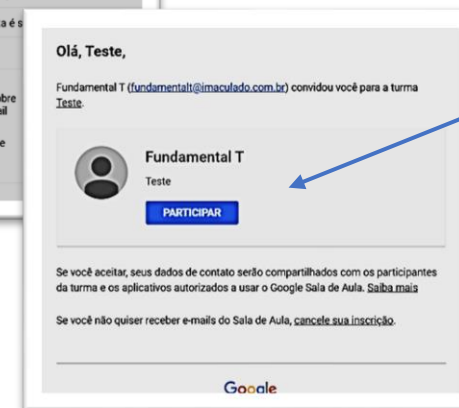 a é s
bre
il
e
Olá, Teste,
Fundamental T (fundamentalt@imaculado.com.br) convidou você para a turma
Teste.
Fundamental T
Teste
PARTICIPAR
Se você aceitar, seus dados de contato serão compartilhados com os participantes
da turma e os aplicativos autorizados a usar o Google Sala de Aula. Saiba mais
Se você não quiser receber e-mails do Sala de Aula, cancele sua inscrição.
Google